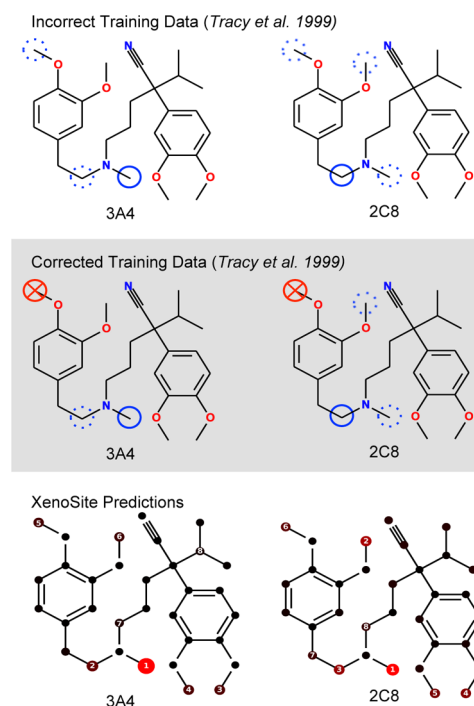 Incorrect Training Data (Tracy et al. 1999)
O O N
N
O O
3A4
O O N
N
O O
2C8
Corrected Training Data (Tracy et al. 1999)
O O N
N
O O
3A4
O O N
N
O O
2C8
XenoSite Predictions
5 6 8
7
2 1 4 3
3A4
6 2 8
7 3 1 5 4
2C8